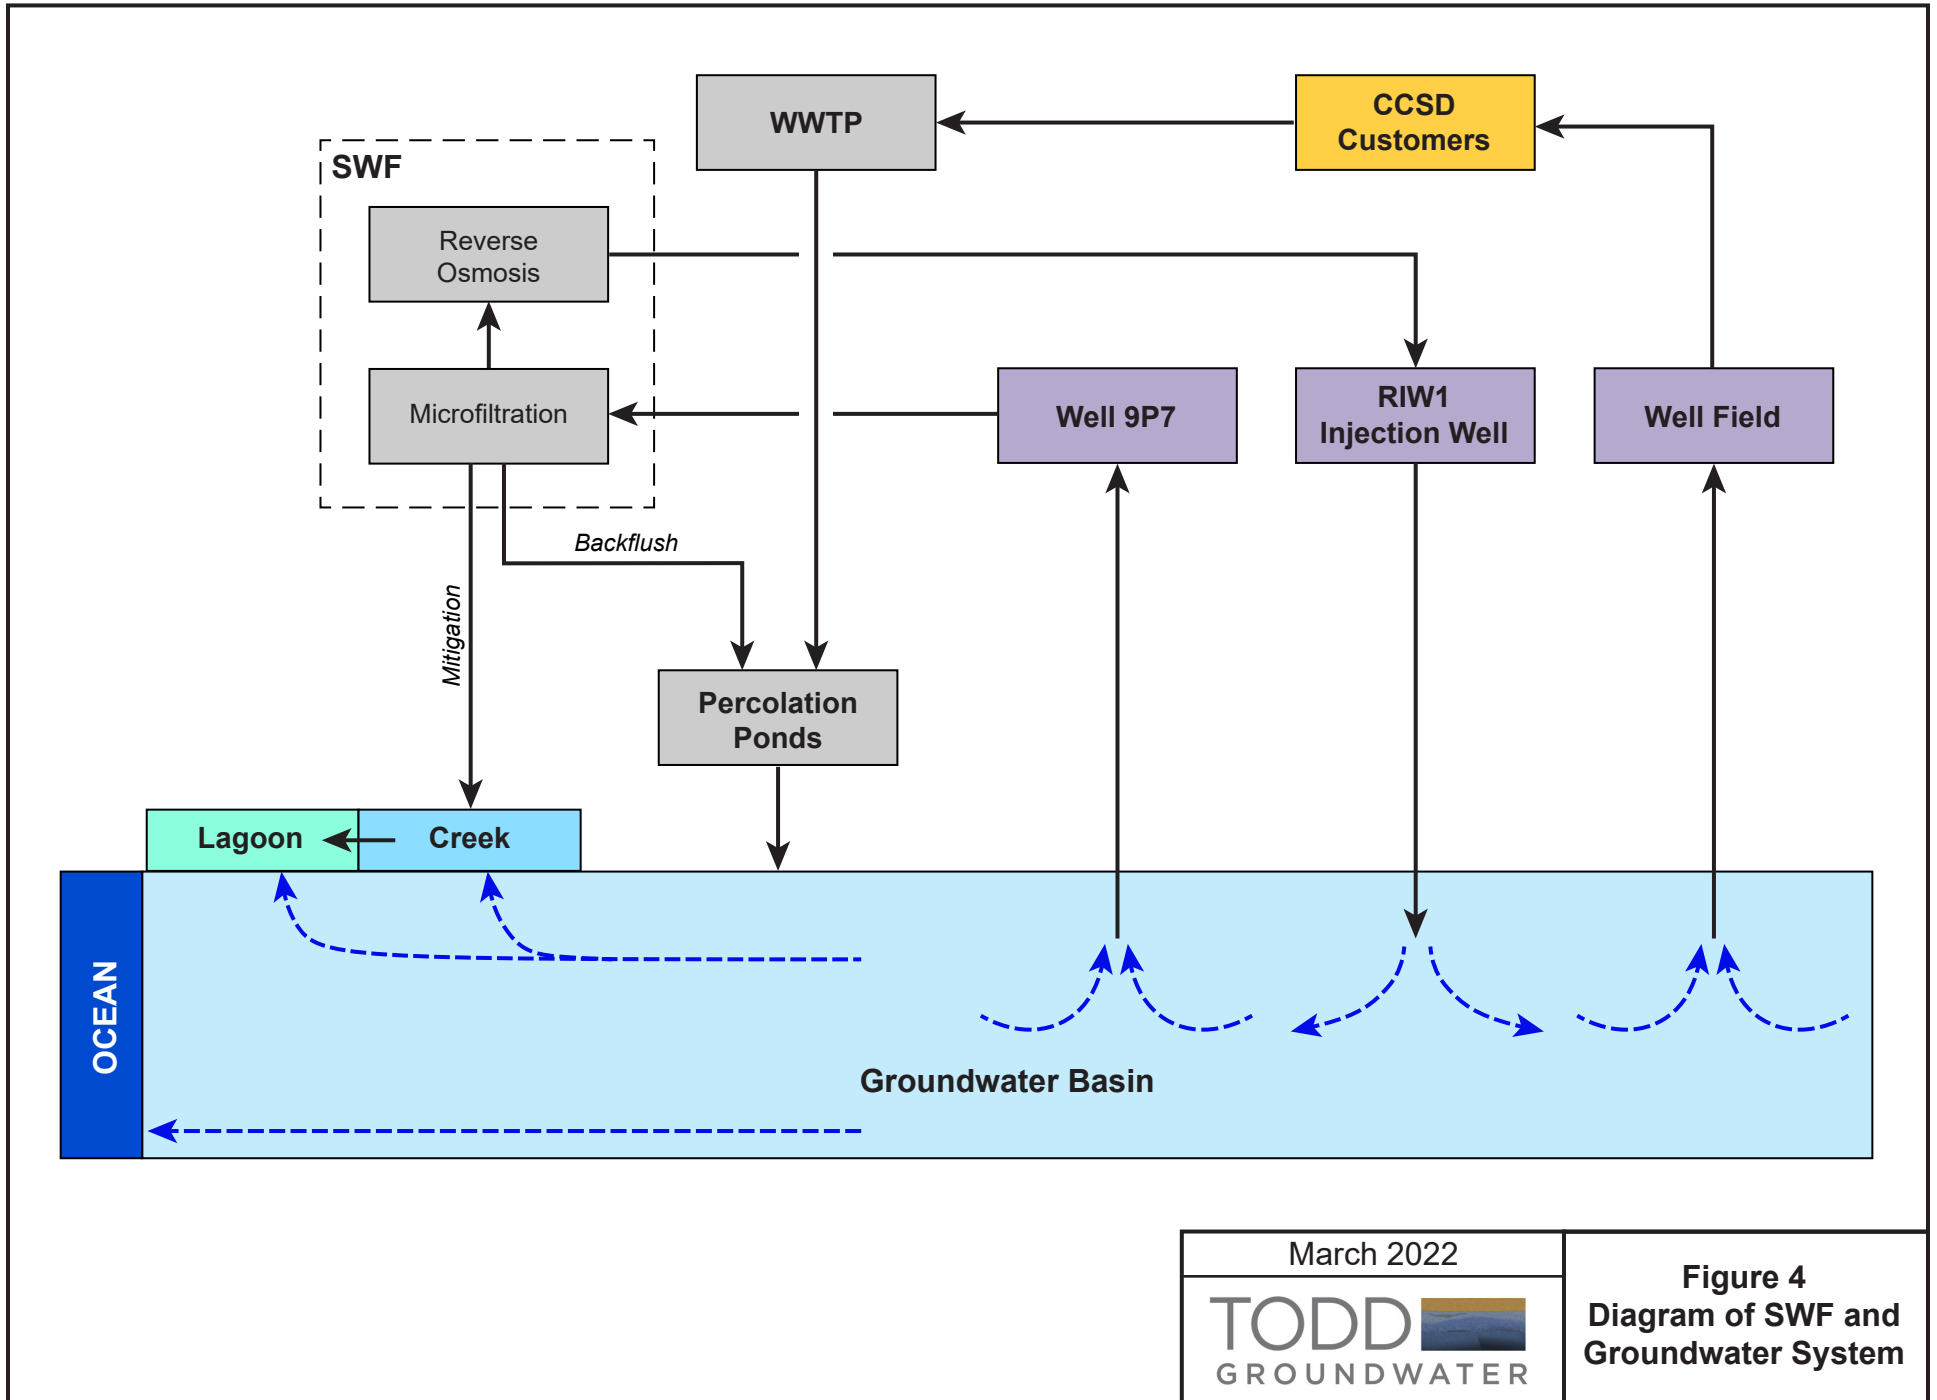 WWTP
CCSD
Customers
SWF
Reverse
Osmosis
Microfiltration
Well 9P7
RIW1
Injection Well
Well Field
Backflush
Mitigation
Percolation
Ponds
Lagoon
Creek
OCEAN
Groundwater Basin
March 2022
TODD
GROUNDWATER
Figure 4
Diagram of SWF and
Groundwater System